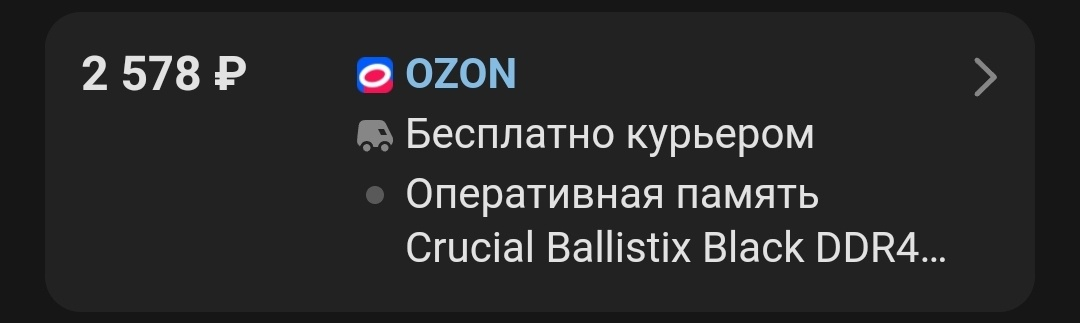 2 578 ₽
OZON
Бесплатно курьером
Оперативная память
Crucial Ballistix Black DDR4...